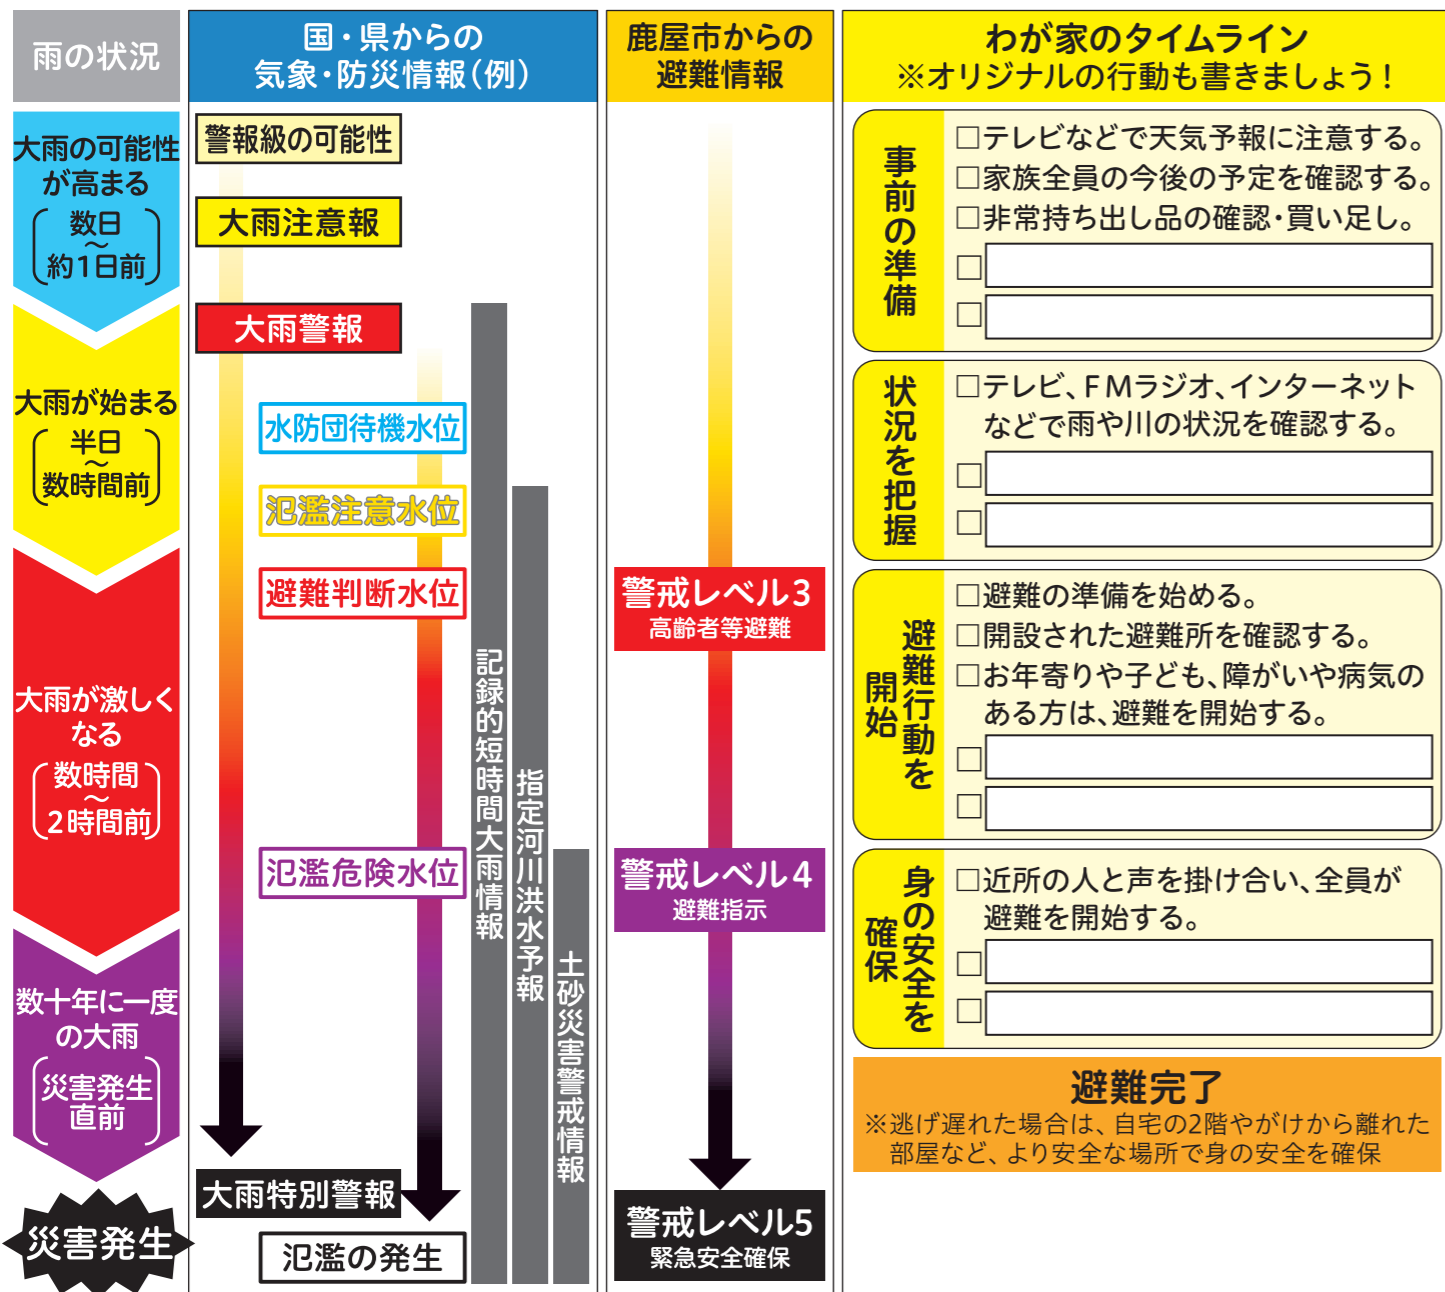 雨の状況
国・県からの
気象・防災情報(例)
鹿屋市からの
避難情報
わが家のタイムライン
※オリジナルの行動も書きましょう!
大雨の可能性
が高まる
数日
~
約1日前
大雨が始まる
半日
~
数時間前
大雨が激しく
なる
数時間
~
2時間前
数十年に一度
の大雨
災害発生
直前
災害発生
警報級の可能性
大雨注意報
大雨警報
水防団待機水位
氾濫注意水位
避難判断水位
氾濫危険水位
大雨特別警報
氾濫の発生
記録的短時間大雨情報
指定河川洪水予報
土砂災害警戒情報
警戒レベル3
高齢者等避難
警戒レベル4
避難指示
警戒レベル5
緊急安全確保
事前の準備
□テレビなどで天気予報に注意する。
□家族全員の今後の予定を確認する。
□非常持ち出し品の確認・買い足し。
□
□
状況を把握
□テレビ、FMラジオ、インターネット
などで雨や川の状況を確認する。
□
□
避難行動を
開始
□避難の準備を始める。
□開設された避難所を確認する。
□お年寄りや子ども、障がいや病気の
ある方は、避難を開始する。
□
□
身の安全を
確保
□近所の人と声を掛け合い、全員が
避難を開始する。
□
□
避難完了
※逃げ遅れた場合は、自宅の2階やがけから離れた
部屋など、より安全な場所で身の安全を確保